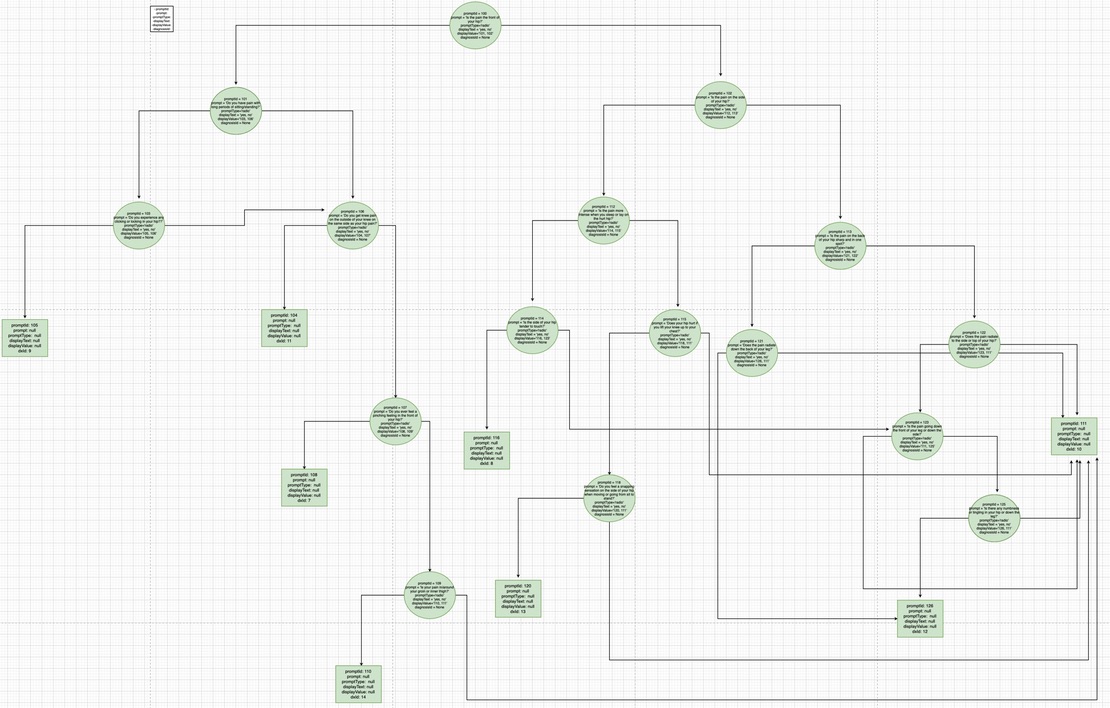 promptId
prompt
promptType
displayText
displayValue
diagnosisId
promptId = 100
prompt = 'Is the pain the front of
your hip?'
promptType='radio'
displayText = 'yes, no'
displayValue='101, 102'
diagnosisId = None
promptId = 101
prompt = 'Do you have pain with
long periods of sitting/standing?'
promptType='radio'
displayText = 'yes, no'
diagnosisId = None
prompt = 'Is the pain on the side
of your hip?'
promptType='radio'
displayText = 'yes, no'
displayValue='112, 113'
diagnosisId = None
prompt = 'Do you experience any
clicking or locking in your hip?'
promptType='radio'
displayText = 'yes, no'
diagnosisId = None
prompt = 'Do you get knee pain
on the outside of your knee on
the same side as your hip pain?'
promptType='radio'
displayText = 'yes, no'
displayValue='104, 107'
diagnosisId = None
promptId = 112
prompt = 'Is the pain more
intense when you sleep or lay on
the hurt hip?'
promptType='radio'
displayText = 'yes, no'
displayValue='114, 115'
diagnosisId = None
promptId = 113
prompt = 'Is the pain on the back
of your hip sharp and in one
spot?'
promptType='radio'
displayText = 'yes, no'
displayValue='121, 122'
diagnosisId = None
promptId: 105
prompt: null
promptType: null
displayText: null
displayValue: null
dxId: 9
promptId: 104
prompt: null
promptType: null
displayText: null
displayValue: null
dxId: 11
promptId = 114
prompt = 'Is the side of your hip
tender to touch?'
promptType='radio'
displayText = 'yes, no'
diagnosisId = None
promptId = 115
prompt = 'Does your hip hurt if
you lift your knee up to your
chest?'
promptType='radio'
displayText = 'yes, no'
diagnosisId = None
promptId = 121
prompt = 'Does the pain radiate
down the back of your leg?'
promptType='radio'
displayText = 'yes, no'
displayValue='126, 111'
diagnosisId = None
promptId = 122
prompt = 'Does the pain radiate
to the side or top of your hip?'
promptType='radio'
displayText = 'yes, no'
displayValue='123, 111'
diagnosisId = None
promptId = 107
prompt = 'Do you ever feel a
pinching feeling in the front of
your hip?'
promptType='radio'
displayText = 'yes, no'
displayValue='108, 109'
diagnosisId = None
promptId = 123
prompt = 'Is the pain going down
the front of your leg or down the
side?'
promptType='radio'
displayText = 'yes, no'
diagnosisId = None
promptId: 111
prompt: null
promptType: null
displayText: null
displayValue: null
dxId: 10
promptId: 116
prompt: null
promptType: null
displayText: null
displayValue: null
dxId: 8
promptId: 108
prompt: null
promptType: null
displayText: null
displayValue: null
dxId: 7
prompt = 'Do you feel a snapping
sensation on the side of your hip
when moving or going from sit to
stand?'
promptType='radio'
displayText = 'yes, no'
displayValue='120, 111'
diagnosisId = None
promptId = 125
prompt = 'Is there any numbness
or tingling in your hip or down the
leg?'
promptType='radio'
displayText = 'yes, no'
displayValue='126, 111'
diagnosisId = None
promptId = 109
prompt = 'Is your pain in/around
your groin or inner thigh?'
promptType='radio'
displayText = 'yes, no'
displayValue='110, 111'
diagnosisId = None
promptId: 120
prompt: null
promptType: null
displayText: null
displayValue: null
dxId: 13
promptId: 126
prompt: null
promptType: null
displayText: null
displayValue: null
dxId: 12
promptId: 110
prompt: null
promptType: null
displayText: null
displayValue: null
dxId: 14